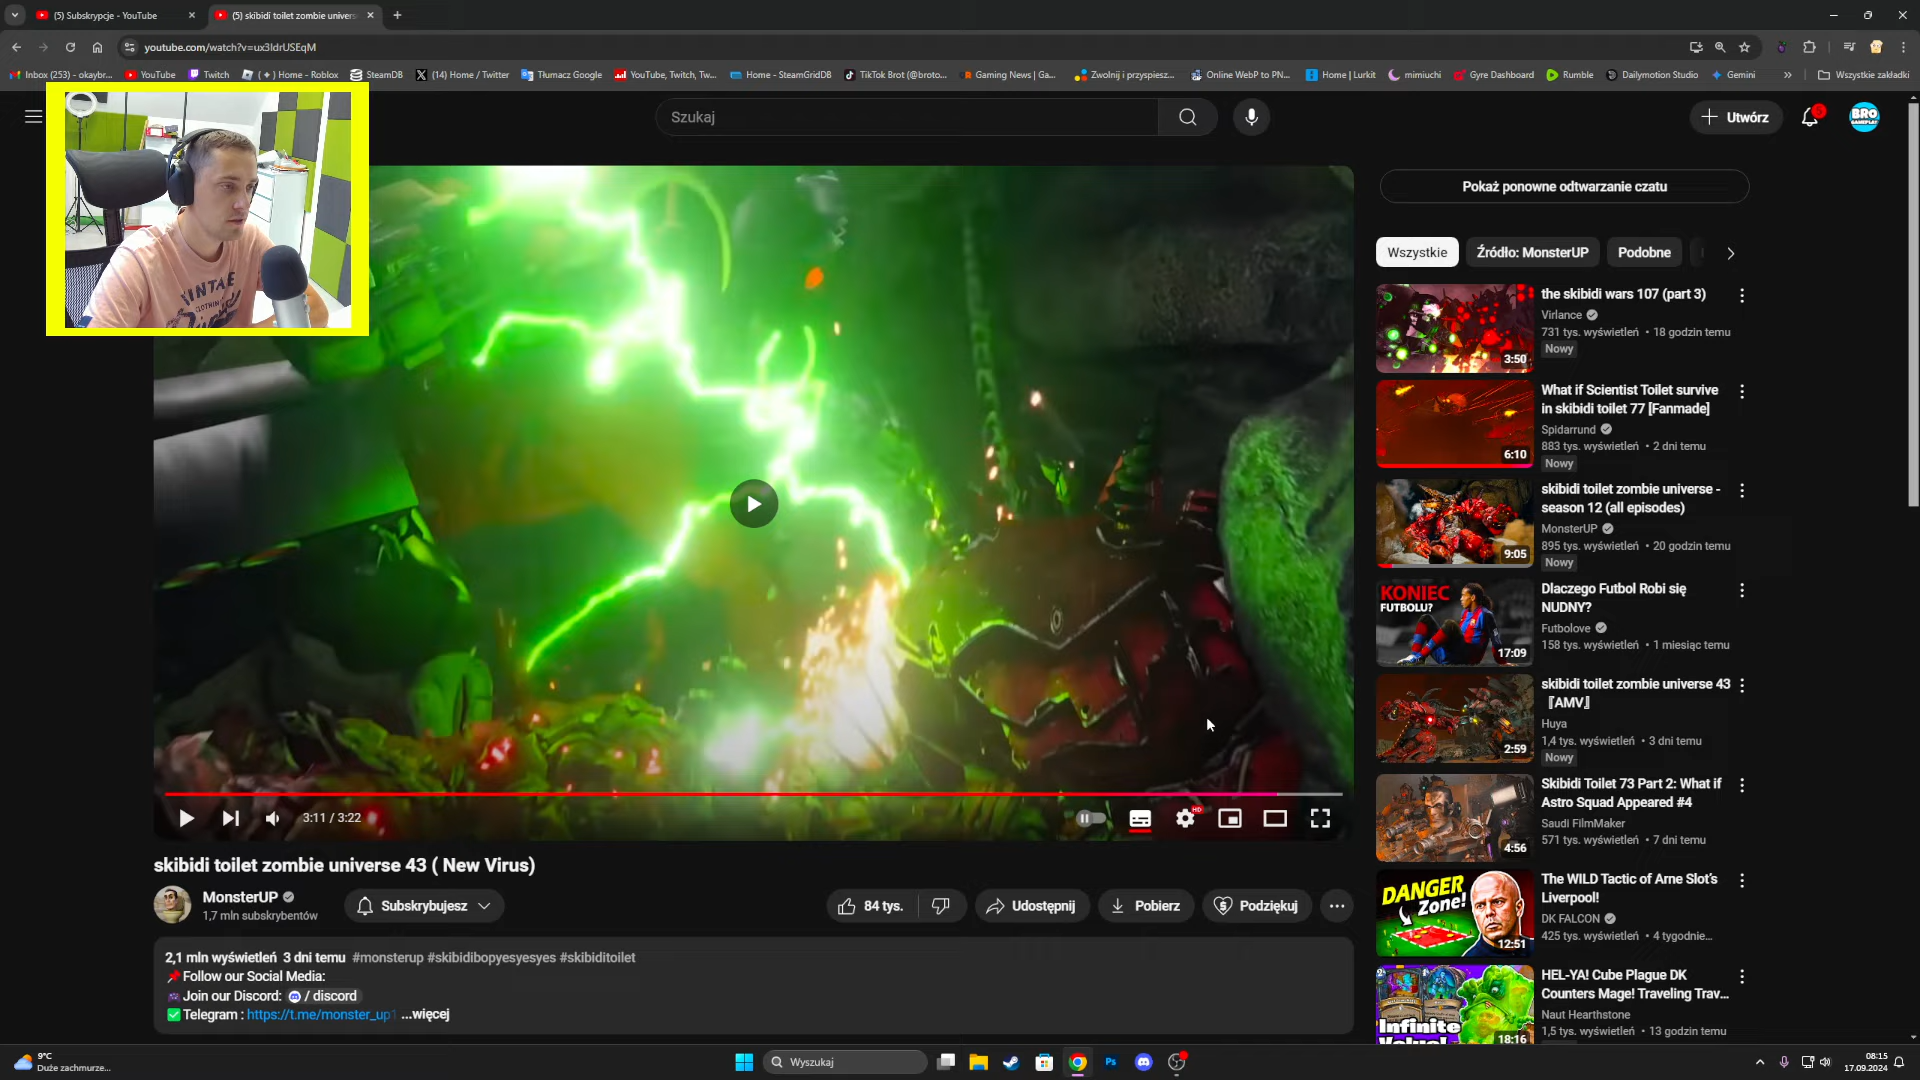 (5) Subskrypcje - YouTube
(5) skibidi toilet zombie univers
youtube.com/watch?v=ux3IdrUSEqM
Inbox (253) - okaybr...
YouTube
Twitch
( ✦ ) Home - Roblox
SteamDB
(14) Home / Twitter
Tłumacz Google
YouTube, Twitch, Tw...
Home - SteamGridDB
TikTok Brot (@broto...
Gaming News | Ga...
Zwolnij i przyspiesz...
Online WebP to PN...
Home | Lurkit
mimiuchi
Gyre Dashboard
Rumble
Dailymotion Studio
Gemini
»
Wszystkie zakładki
Szukaj
Utwórz
BRO
VINTAGE
CLOTHING
Pokaż ponowne odtwarzanie czatu
Wszystkie
Źródło: MonsterUP
Podobne
the skibidi wars 107 (part 3)
Virlance
731 tys. wyświetleń • 18 godzin temu
Nowy
3:50
What if Scientist Toilet survive
in skibidi toilet 77 [Fanmade]
Spidarrund
883 tys. wyświetleń • 2 dni temu
Nowy
6:10
skibidi toilet zombie universe -
season 12 (all episodes)
MonsterUP
895 tys. wyświetleń • 20 godzin temu
Nowy
9:05
KONIEC
FUTBOLU?
Dlaczego Futbol Robi się
NUDNY?
Futbolove
158 tys. wyświetleń • 1 miesiąc temu
17:09
skibidi toilet zombie universe 43
『AMV』
Huya
1,4 tys. wyświetleń • 3 dni temu
Nowy
2:59
Skibidi Toilet 73 Part 2: What if
Astro Squad Appeared #4
Saudi FilmMaker
571 tys. wyświetleń • 7 dni temu
4:56
DANGER
Zone!
The WILD Tactic of Arne Slot's
Liverpool!
DK FALCON
425 tys. wyświetleń • 4 tygodnie...
12:51
HEL-YA! Cube Plague DK
Counters Mage! Traveling Trav...
Naut Hearthstone
1,5 tys. wyświetleń • 13 godzin temu
Infinite
18:16
3:11 / 3:22
HD
skibidi toilet zombie universe 43 ( New Virus)
MonsterUP
1,7 mln subskrybentów
Subskrybujesz
84 tys.
Udostępnij
Pobierz
Podziękuj
2,1 mln wyświetleń 3 dni temu #monsterup #skibidibopyesyesyes #skibiditoilet
Follow our Social Media:
Join our Discord: / discord
Telegram : https://t.me/monster_up1 ...więcej
9°C
Duże zachmurze...
Wyszukaj
Ps
08:15
17.09.2024